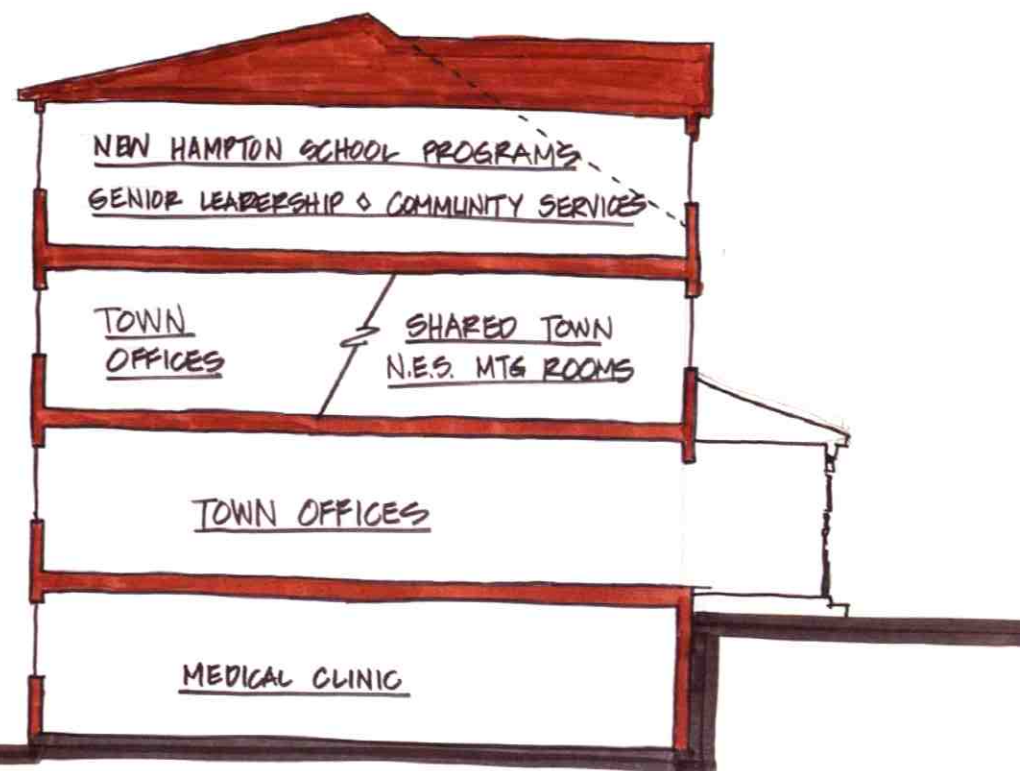 NEW HAMPTON SCHOOL PROGRAMS
SENIOR LEADERSHIP & COMMUNITY SERVICES
TOWN
OFFICES
SHARED TOWN
N.E.S. MTG ROOMS
TOWN OFFICES
MEDICAL CLINIC